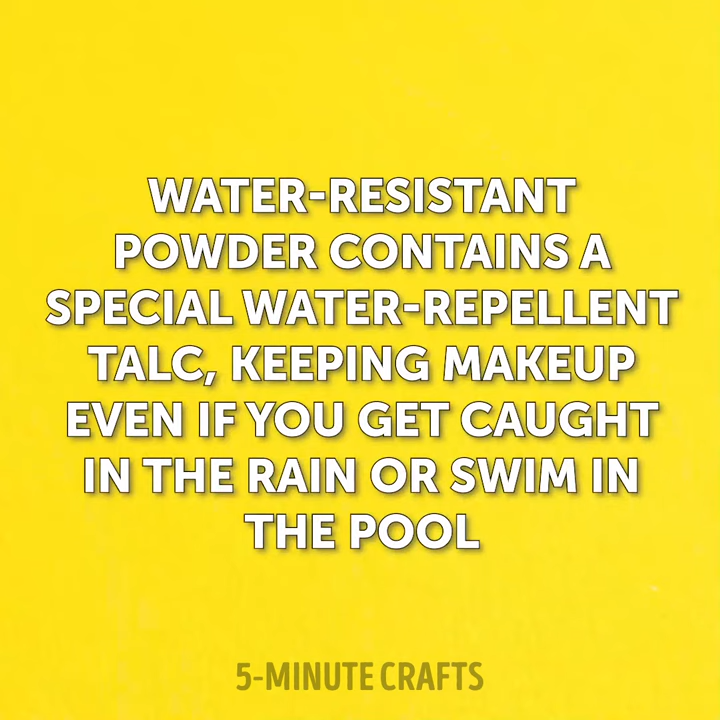 WATER-RESISTANT
POWDER CONTAINS A
SPECIAL WATER-REPELLENT
TALC, KEEPING MAKEUP
EVEN IF YOU GET CAUGHT
IN THE RAIN OR SWIM IN
THE POOL
5-MINUTE CRAFTS